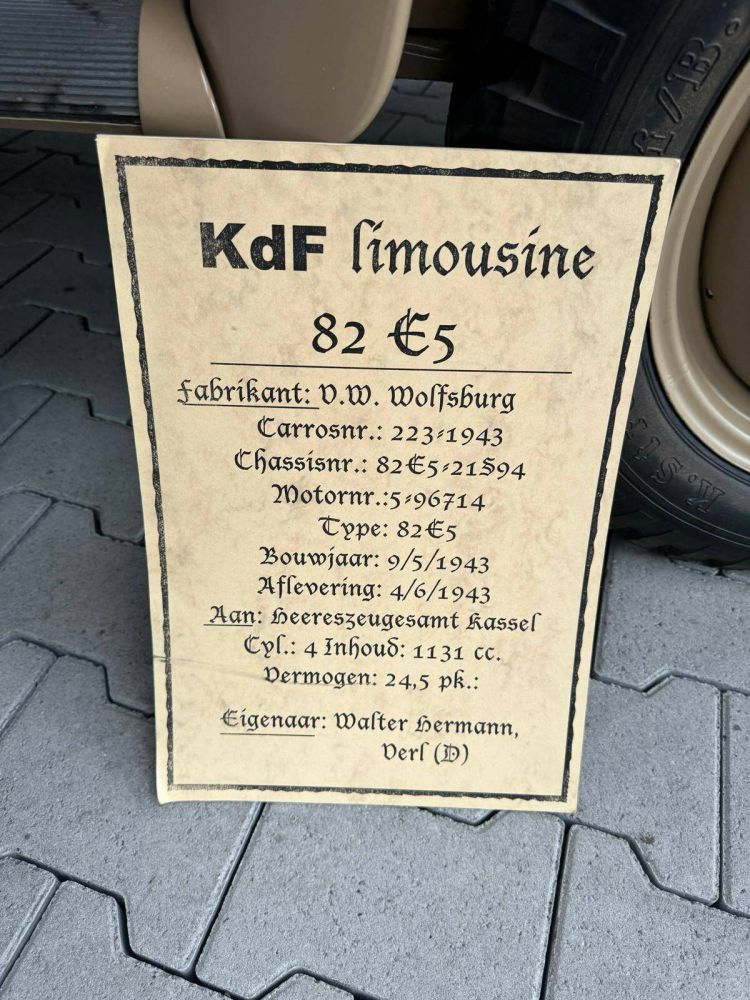 KdF limousine
82 E5
Fabrikant: V.W. Wolfsburg
Carrosnr.: 223-1943
Chassisnr.: 82E5-21S94
Motornr.:5-96714
Type: 82E5
Bouwjaar: 9/5/1943
Aflevering: 4/6/1943
Aan: Heereszeugesamt Kassel
Cyl.: 4 Inhoud: 1131 cc.
Vermogen: 24,5 pk.:
Eigenaar: Walter Hermann,
Verl (D)